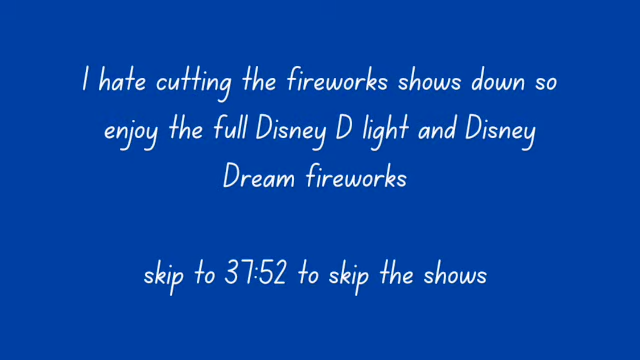 I hate cutting the fireworks shows down so
enjoy the full Disney D light and Disney
Dream fireworks
skip to 37:52 to skip the shows